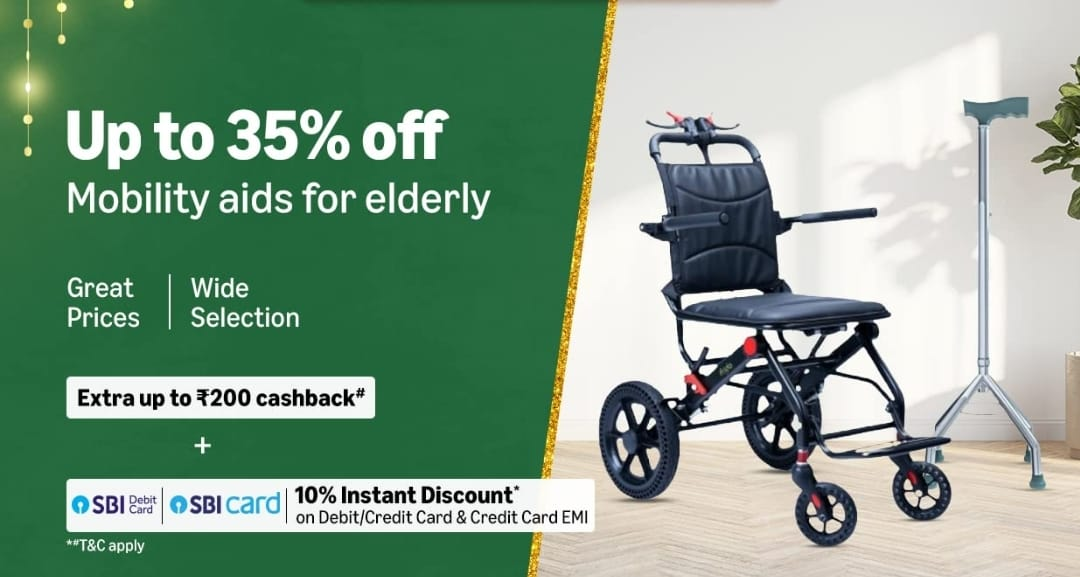 Up to 35% off
Mobility aids for elderly
Great
Prices
Wide
Selection
Extra up to ₹200 cashback#
+
SBI Debit Card
SBI card
10% Instant Discount*
on Debit/Credit Card & Credit Card EMI
*#T&C apply